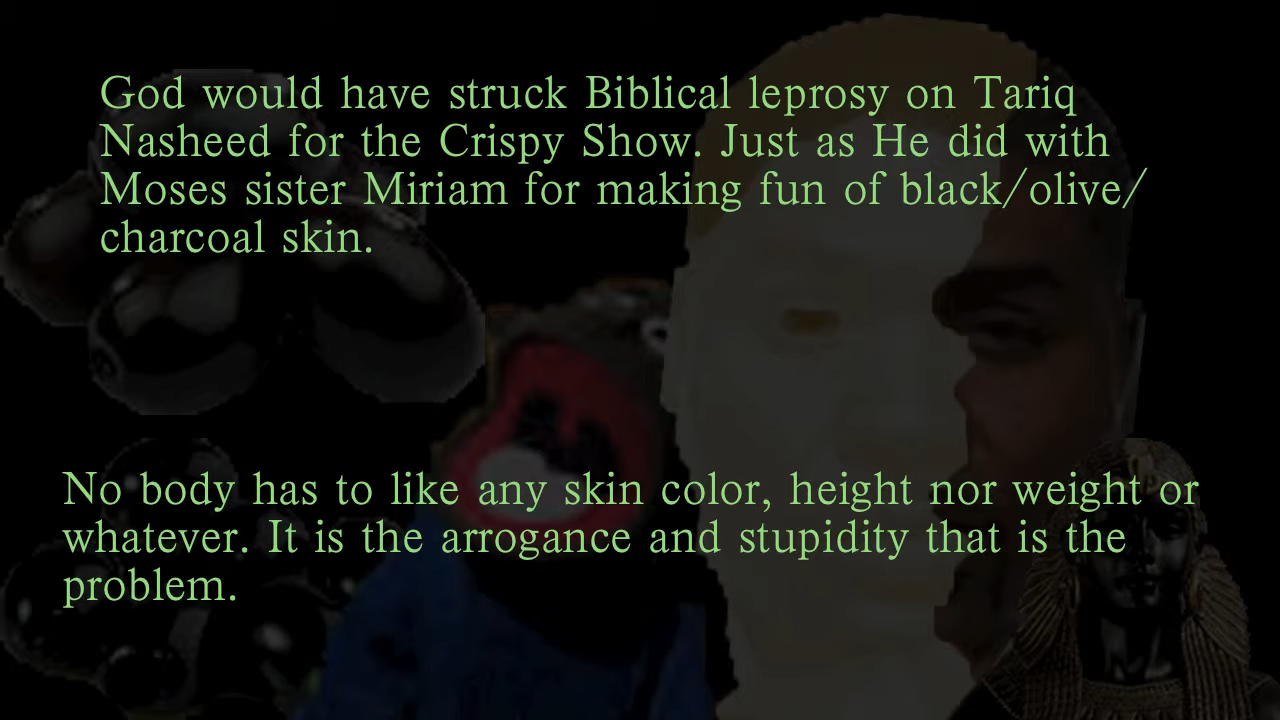 God would have struck Biblical leprosy on Tariq
Nasheed for the Crispy Show. Just as He did with
Moses sister Miriam for making fun of black/olive/
charcoal skin.
No body has to like any skin color, height nor weight or
whatever. It is the arrogance and stupidity that is the
problem.